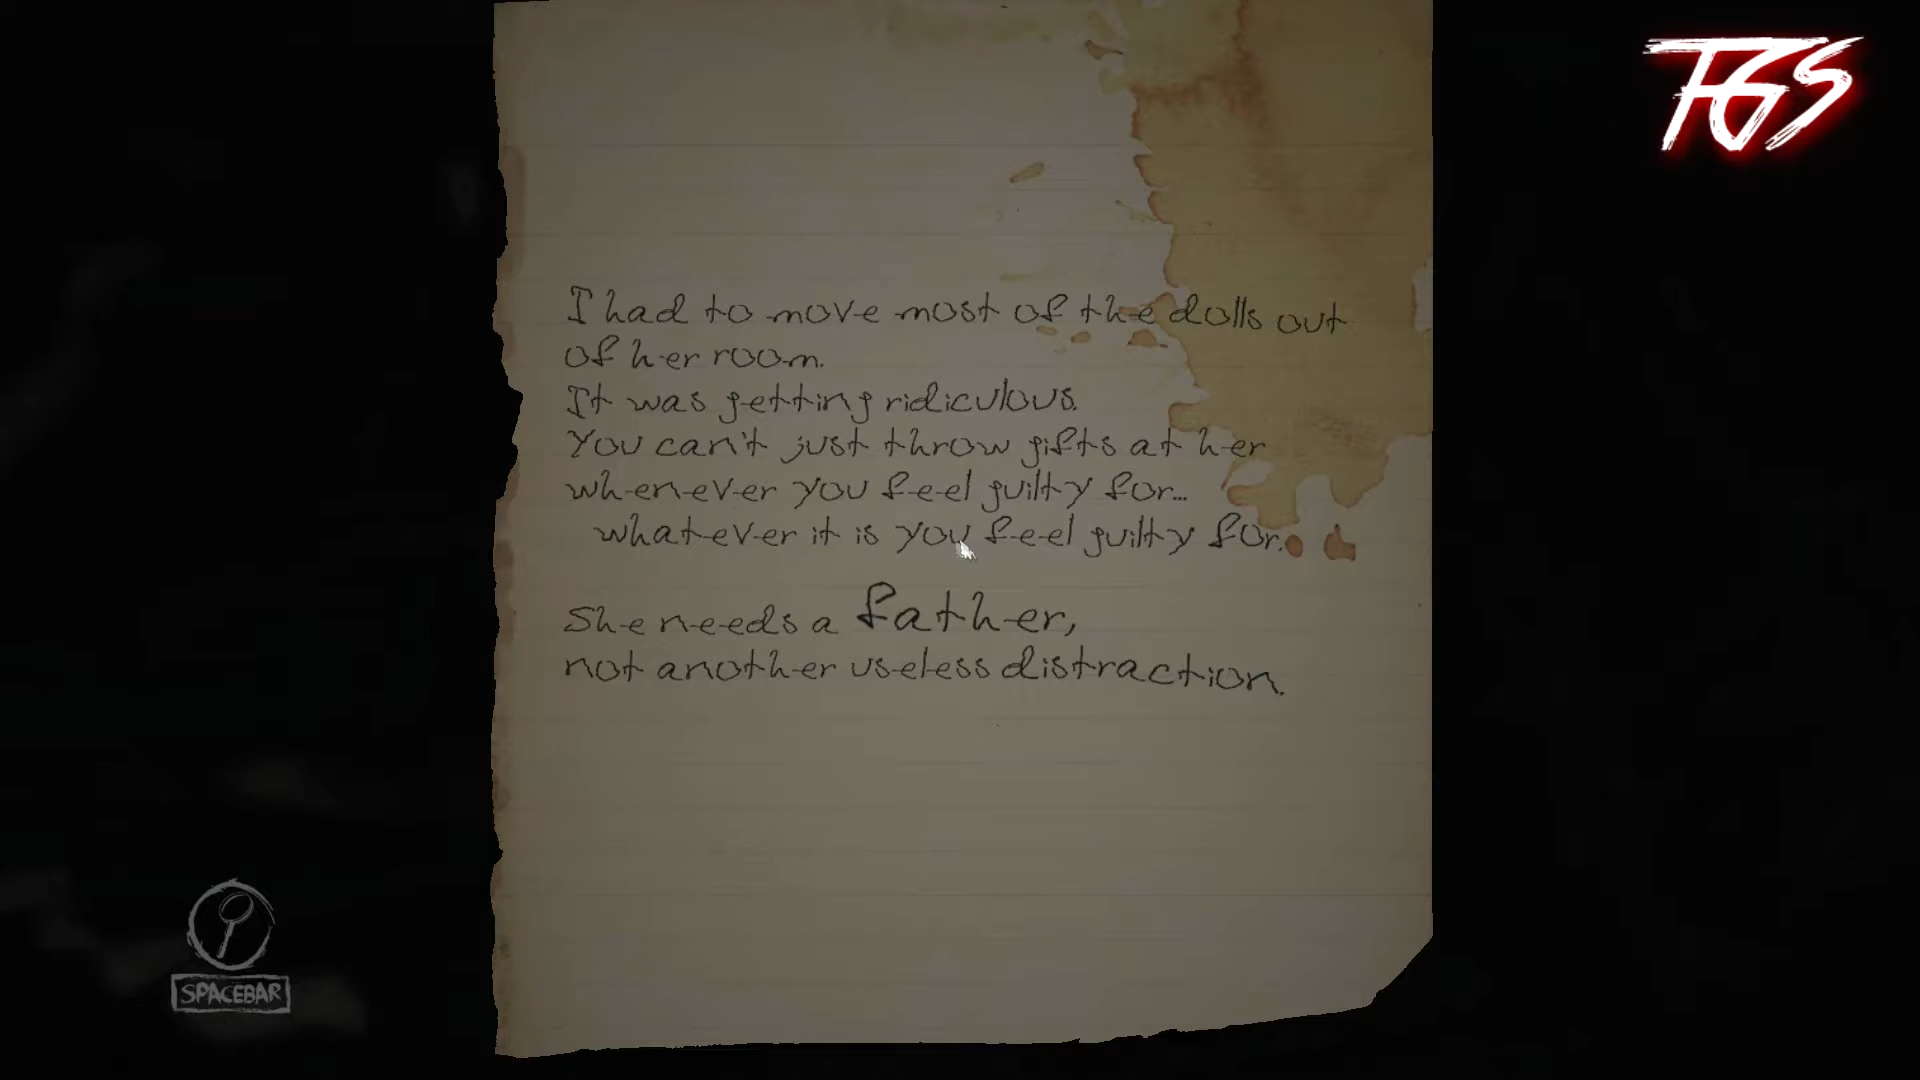 TGS
I had to move most of the dolls out
of her room.
It was getting ridiculous.
You can't just throw gifts at her
whenever you feel guilty for...
whatever it is you feel guilty for.
She needs a father,
not another useless distraction.
SPACEBAR